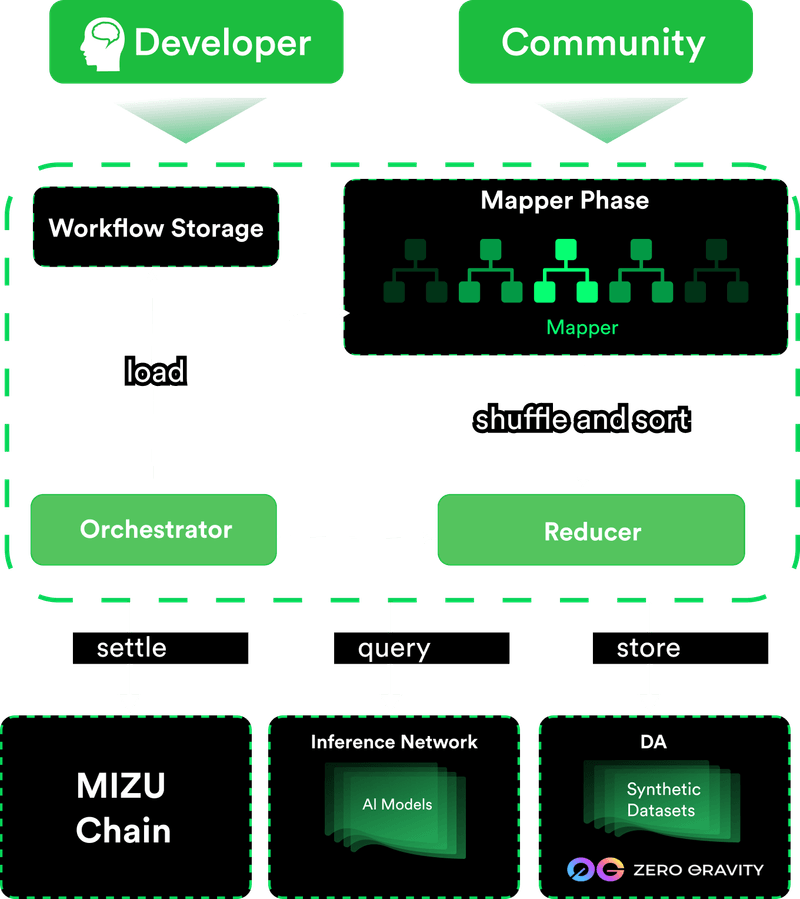 Developer
Community
Workflow Storage
Mapper Phase
Mapper
load
shuffle and sort
Orchestrator
Reducer
settle
query
store
MIZU
Chain
Inference Network
AI Models
DA
Synthetic
Datasets
ZERO GRAVITY